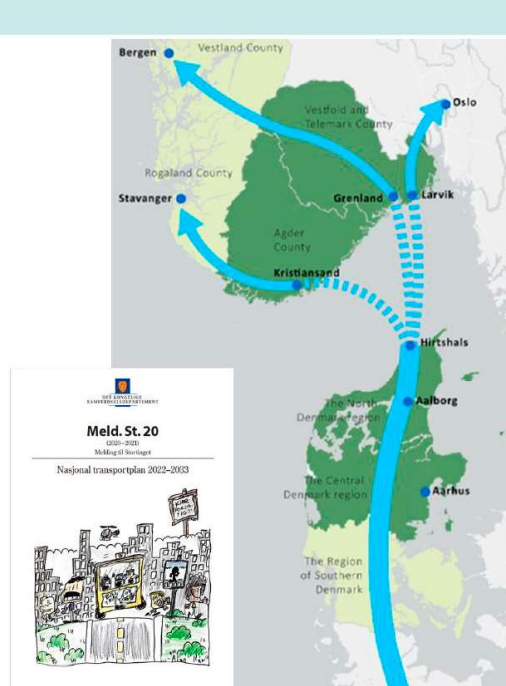 Bergen
Vestland County
Oslo
Vestfold and
Telemark County
Rogaland County
Stavanger
Grenland
Larvik
Agder
County
Kristiansand
Hirtshals
The North
Denmark region
Aalborg
The Central
Denmark region
Aarhus
The Region
of Southern
Denmark
DET KONGELIGE
SAMFERDSELSDEPARTEMENT
Meld. St. 20
(2020–2021)
Melding til Stortinget
Nasjonal transportplan 2022–2033